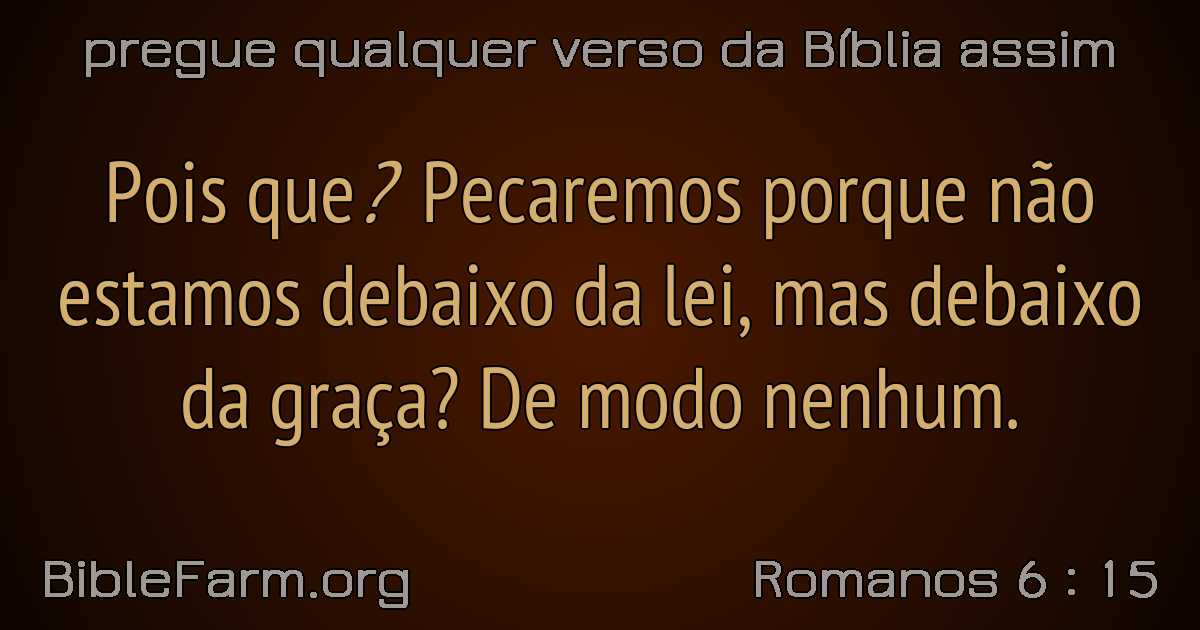 pregue qualquer verso da Bíblia assim
Pois que? Pecaremos porque não
estamos debaixo da lei, mas debaixo
da graça? De modo nenhum.
BibleFarm.org
Romanos 6 : 15